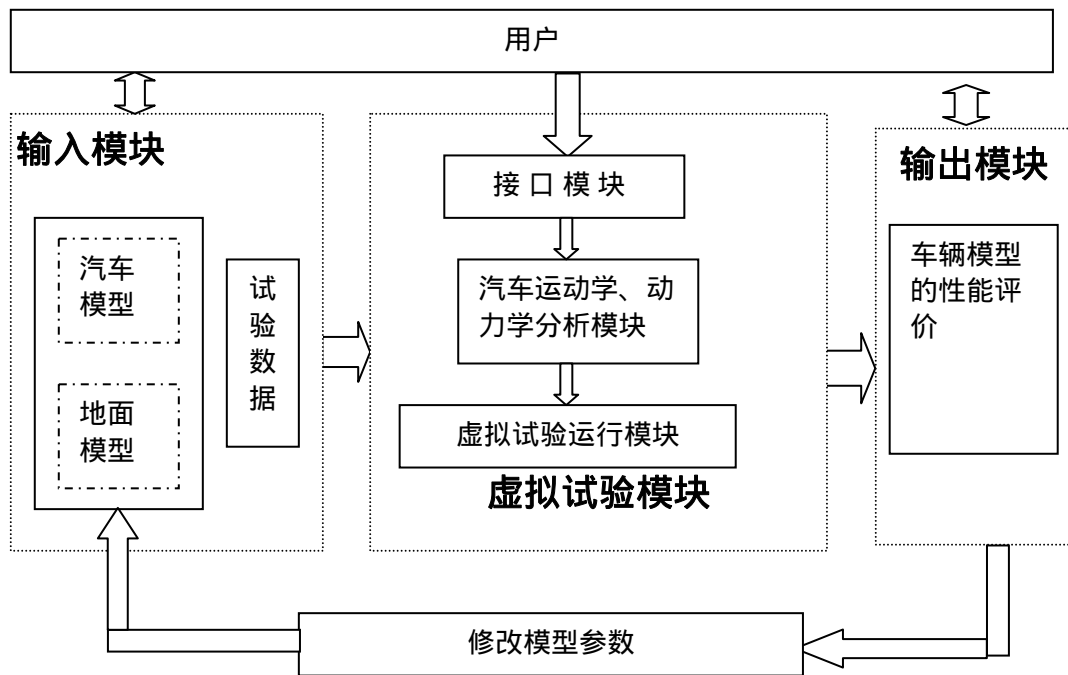 用户
输入模块
汽车
模型
地面
模型
试
验
数
据
接 口 模 块
汽车运动学、动
力学分析模块
虚拟试验运行模块
虚拟试验模块
输出模块
车辆模型
的性能评
价
修改模型参数